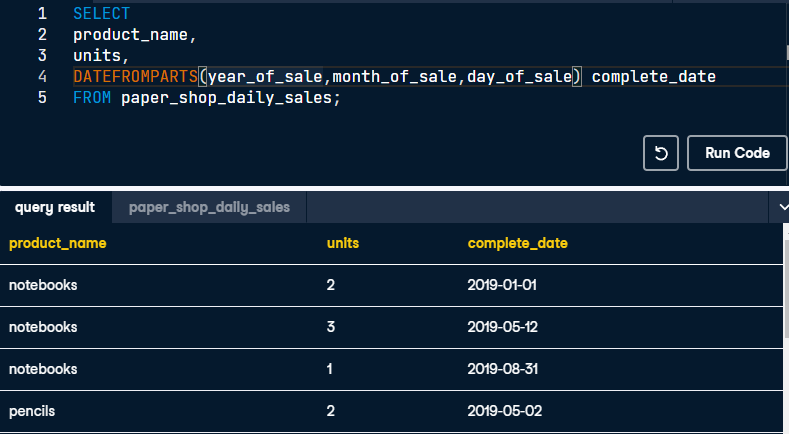 1 SELECT
2 product_name,
3 units,
4 DATEFROMPARTS(year_of_sale,month_of_sale,day_of_sale) complete_date
5 FROM paper_shop_daily_sales;
Run Code
query result paper_shop_daily_sales
product_name units complete_date
notebooks 2 2019-01-01
notebooks 3 2019-05-12
notebooks 1 2019-08-31
pencils 2 2019-05-02